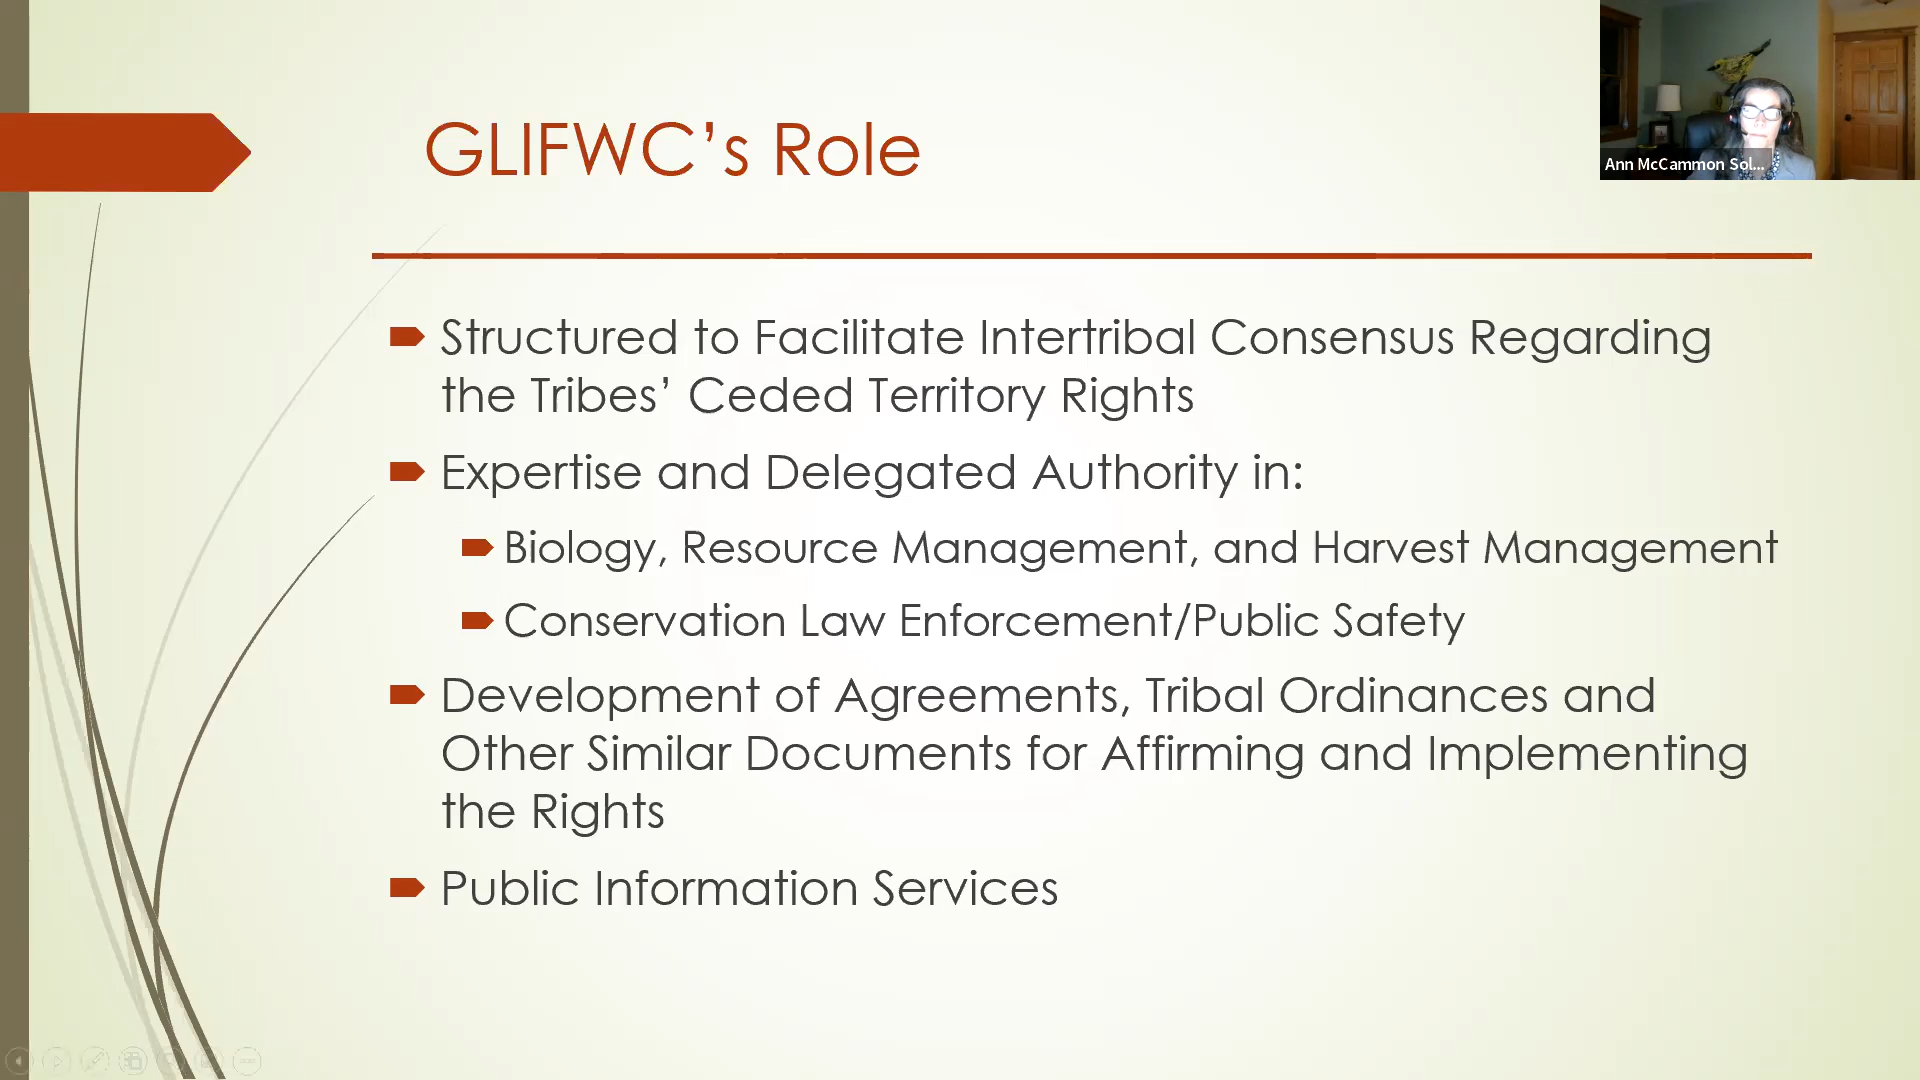 GLIFWC’s Role
Ann McCammon Sol...
Structured to Facilitate Intertribal Consensus Regarding
the Tribes’ Ceded Territory Rights
Expertise and Delegated Authority in:
Biology, Resource Management, and Harvest Management
Conservation Law Enforcement/Public Safety
Development of Agreements, Tribal Ordinances and
Other Similar Documents for Affirming and Implementing
the Rights
Public Information Services